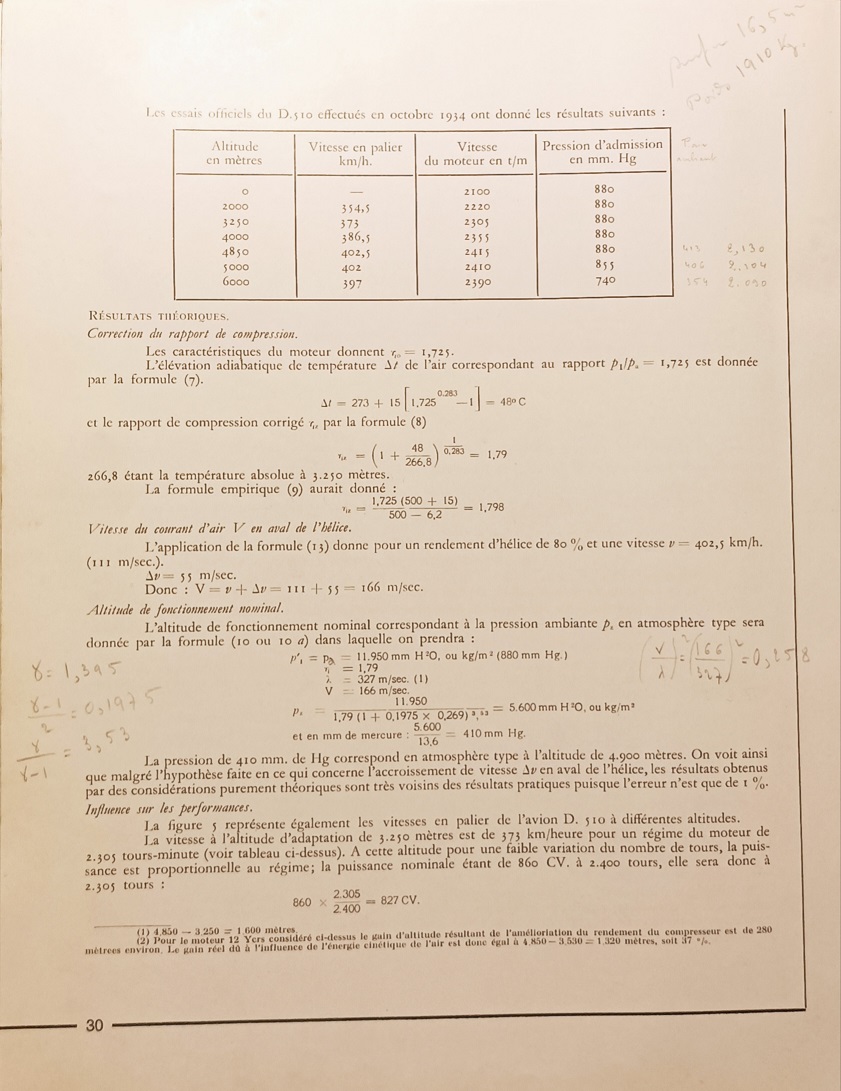 16,5 m²
1910 Kg.
Les essais officiels du D.510 effectués en octobre 1934 ont donné les résultats suivants :
Altitude en mètres Vitesse en palier km/h. Vitesse du moteur en t/m Pression d'admission en mm. Hg
0 — 2100 880
2000 354,5 2220 880
3250 373 2305 880
4000 386,5 2355 880
4850 402,5 2415 880 413 2,130
5000 402 2410 855 406 2.104
6000 397 2390 740 354 2.090
RÉSULTATS THÉORIQUES.
Correction du rapport de compression.
Les caractéristiques du moteur donnent rᵢₒ = 1,725.
L'élévation adiabatique de température Δt de l'air correspondant au rapport p₁/pₐ = 1,725 est donnée
par la formule (7).
Δt = 273 + 15 [1,725^0.283 —1] = 48º C
et le rapport de compression corrigé rᵢz par la formule (8)
rᵢz = (1 + 48/266,8)^1/0,283 = 1,79
266,8 étant la température absolue à 3.250 mètres.
La formule empirique (9) aurait donné :
rᵢz = 1,725 (500 + 15) / 500 — 6,2 = 1,798
Vitesse du courant d'air V en aval de l'hélice.
L'application de la formule (13) donne pour un rendement d'hélice de 80 % et une vitesse v = 402,5 km/h.
(111 m/sec.).
Δv = 55 m/sec.
Donc : V = v + Δv = 111 + 55 = 166 m/sec.
Altitude de fonctionnement nominal.
L'altitude de fonctionnement nominal correspondant à la pression ambiante pz en atmosphère type sera
donnée par la formule (10 ou 10 a) dans laquelle on prendra :
= 11.950 mm H²O, ou kg/m² (880 mm Hg.)
= 1,79
λ = 327 m/sec. (1)
V = 166 m/sec.
(V/λ)² = (166/327)² = 0,258
γ = 1,395
γ-1/2 = 0,1975
γ/γ-1 = 3,53
= 11.950 / 1,79 (1 + 0,1975 × 0,269)³,⁵³ = 5.600 mm H²O, ou kg/m²
et en mm de mercure : 5.600/13,6 = 410 mm Hg.
La pression de 410 mm. de Hg correspond en atmosphère type à l'altitude de 4.900 mètres. On voit ainsi
que malgré l'hypothèse faite en ce qui concerne l'accroissement de vitesse Δv en aval de l'hélice, les résultats obtenus
par des considérations purement théoriques sont très voisins des résultats pratiques puisque l'erreur n'est que de 1 %.
Influence sur les performances.
La figure 5 représente également les vitesses en palier de l'avion D. 510 à différentes altitudes.
La vitesse à l'altitude d'adaptation de 3.250 mètres est de 373 km/heure pour un régime du moteur de
2.305 tours-minute (voir tableau ci-dessus). A cette altitude pour une faible variation du nombre de tours, la puis-
sance est proportionnelle au régime; la puissance nominale étant de 860 CV. à 2.400 tours, elle sera donc à
2.305 tours :
860 × 2.305/2.400 = 827 CV.
(1) 4.850 — 3.250 = 1.600 mètres.
(2) Pour le moteur 12 Ycrs considéré ci-dessus le gain d'altitude résultant de l'amélioriation du rendement du compresseur est de 280
métrees environ. Le gain réel dû à l'influence de l'énergie cinétique de l'air est donc égal à 4.850 — 3.530 = 1.320 mètres, soit 37 %.
30